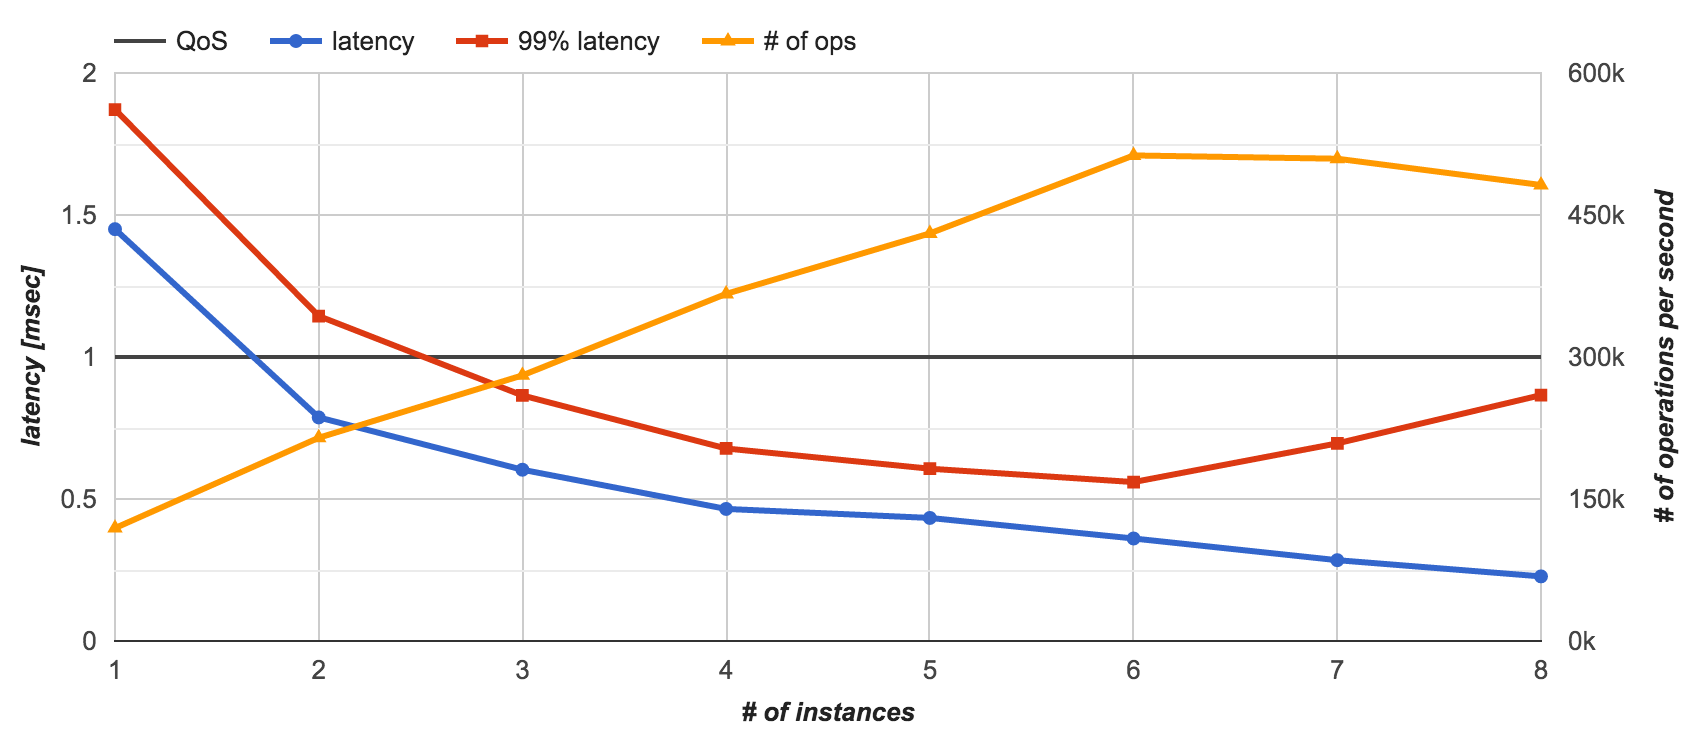 QoS latency 99% latency # of ops
2 600k
1.5 450k
1 300k
0.5 150k
0 0k
latency [msec]
# of operations per second
1 2 3 4 5 6 7 8
# of instances